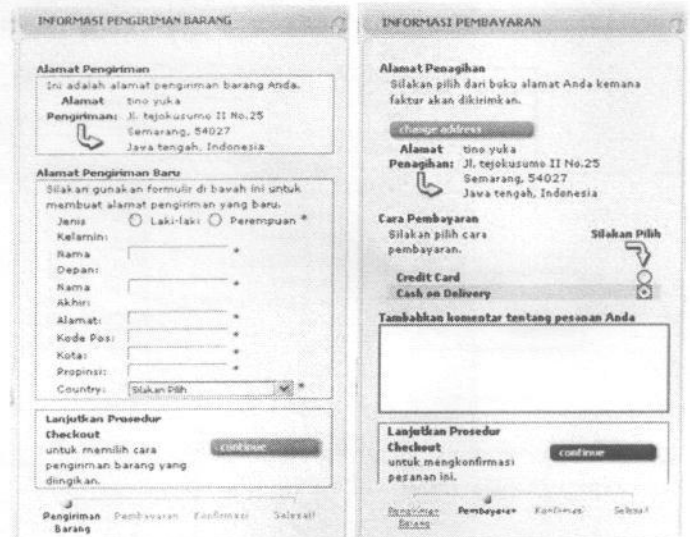 INFORMASI PENGIRIMAN BARANG
Alamat Pengiriman
Ini adalah alamat pengiriman barang Anda.
Alamat tino yuka
Pengiriman: Jl. tejokusumo II No.25
Semarang, 54027
Jawa tengah, Indonesia
Alamat Pengiriman Baru
Silakan gunakan formulir di bawah ini untuk
membuat alamat pengiriman yang baru.
Jenis Laki-laki Perempuan *
Kelamin:
Nama *
Depan:
Nama *
Akhir:
Alamat: *
Kode Pos: *
Kota: *
Propinsi: *
Country: Silakan Pilih *
Lanjutkan Prosedur
Checkout
untuk memilih cara continue
pengiriman barang yang
diingikan.
Pengiriman Pembayaran Konfirmasi Selesai!
Barang
INFORMASI PEMBAYARAN
Alamat Penagihan
Silakan pilih dari buku alamat Anda kemana
faktur akan dikirimkan.
change address
Alamat tino yuka
Penagihan: Jl. tejokusumo II No.25
Semarang, 54027
Jawa tengah, Indonesia
Cara Pembayaran
Silakan pilih cara Silakan Pilih
pembayaran.
Credit Card
Cash on Delivery
Tambahkan komentar tentang pesanan Anda
Lanjutkan Prosedur
Checkout continue
untuk mengkonfirmasi
pesanan ini.
Pengiriman Pembayaran Konfirmasi Selesai!
Barang